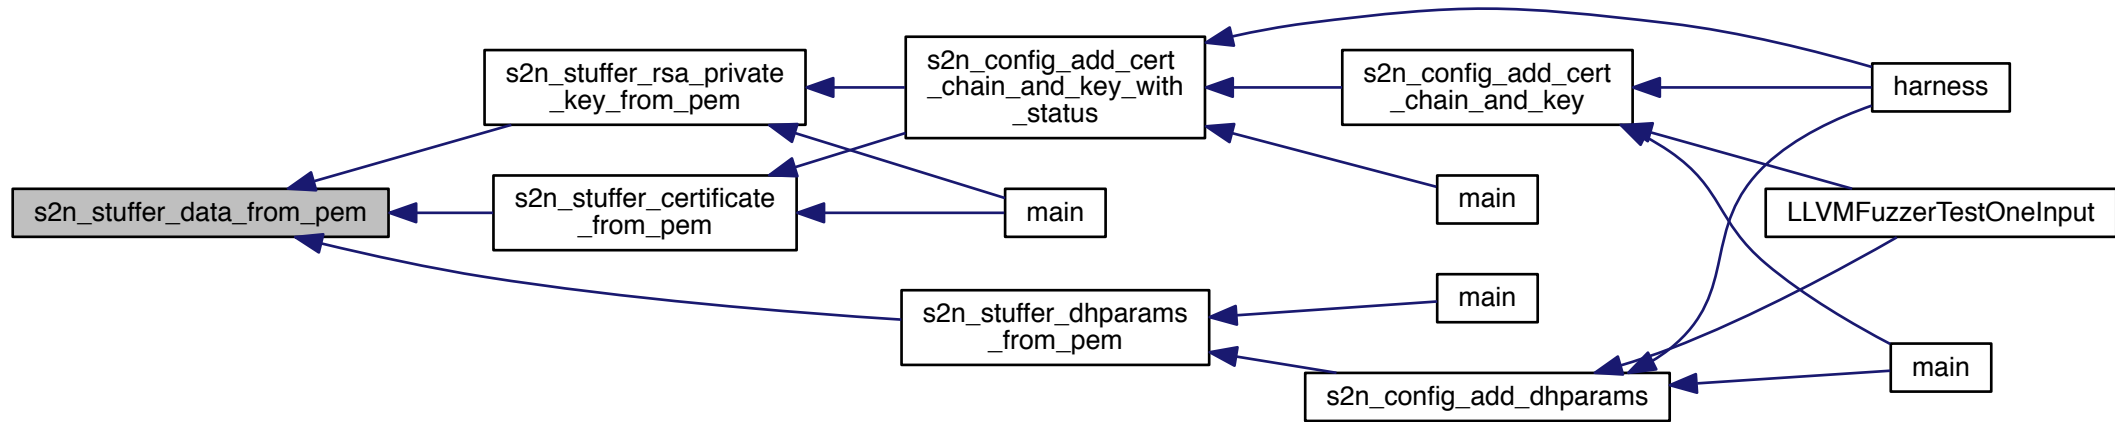 s2n_stuffer_data_from_pem
s2n_stuffer_rsa_private
_key_from_pem
s2n_stuffer_certificate
_from_pem
s2n_config_add_cert
_chain_and_key_with
_status
main
s2n_stuffer_dhparams
_from_pem
s2n_config_add_cert
_chain_and_key
main
main
s2n_config_add_dhparams
harness
LLVMFuzzerTestOneInput
main